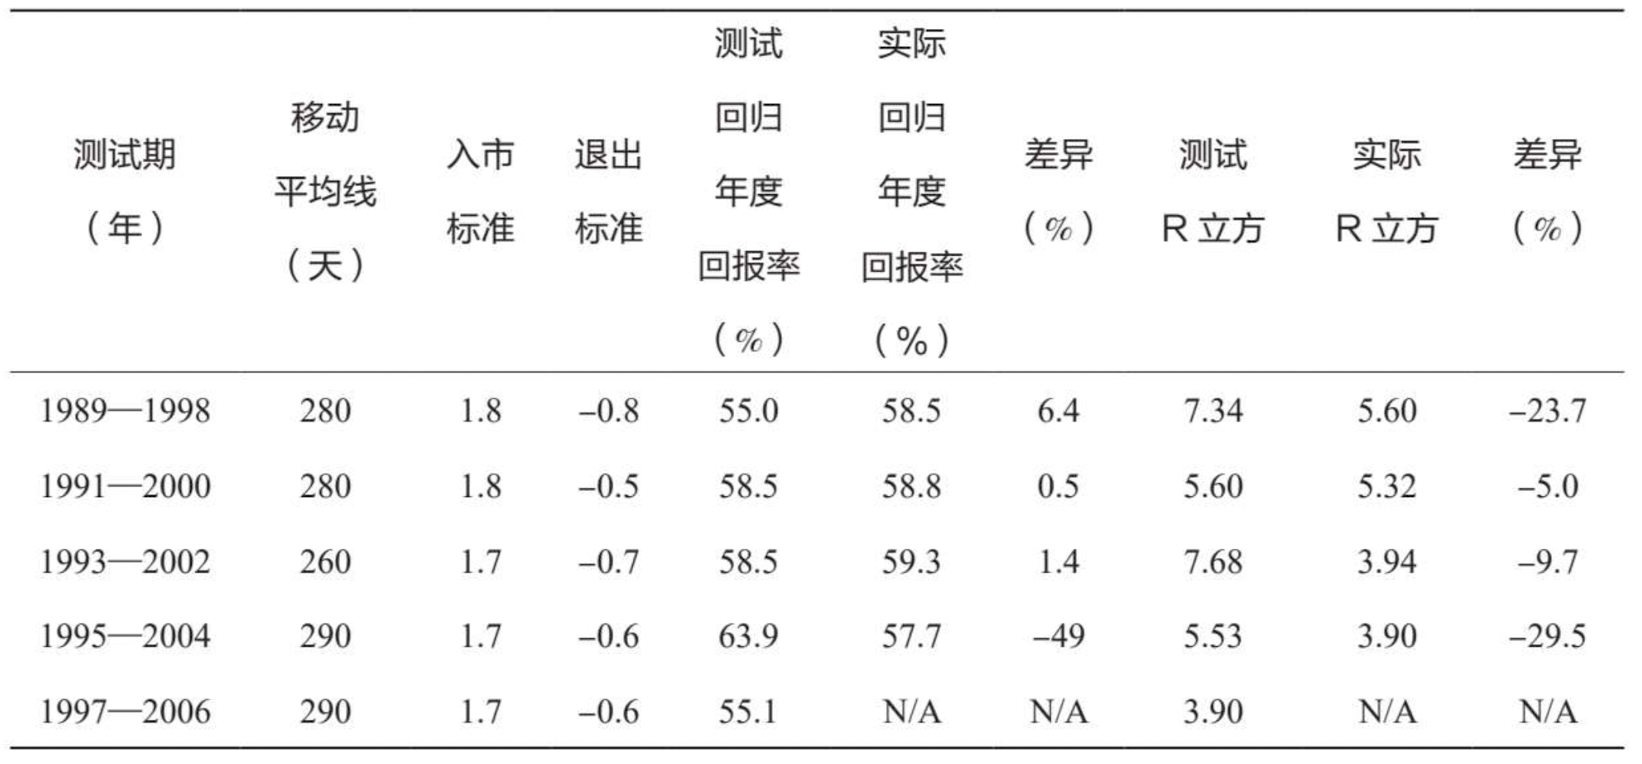 测试期（年） 移动平均线（天） 入市标准 退出标准 测试回归年度回报率（%） 实际回归年度回报率（%） 差异（%） 测试R立方 实际R立方 差异（%）
1989—1998 280 1.8 –0.8 55.0 58.5 6.4 7.34 5.60 –23.7
1991—2000 280 1.8 –0.5 58.5 58.8 0.5 5.60 5.32 –5.0
1993—2002 260 1.7 –0.7 58.5 59.3 1.4 7.68 3.94 –9.7
1995—2004 290 1.7 –0.6 63.9 57.7 –49 5.53 3.90 –29.5
1997—2006 290 1.7 –0.6 55.1 N/A N/A 3.90 N/A N/A